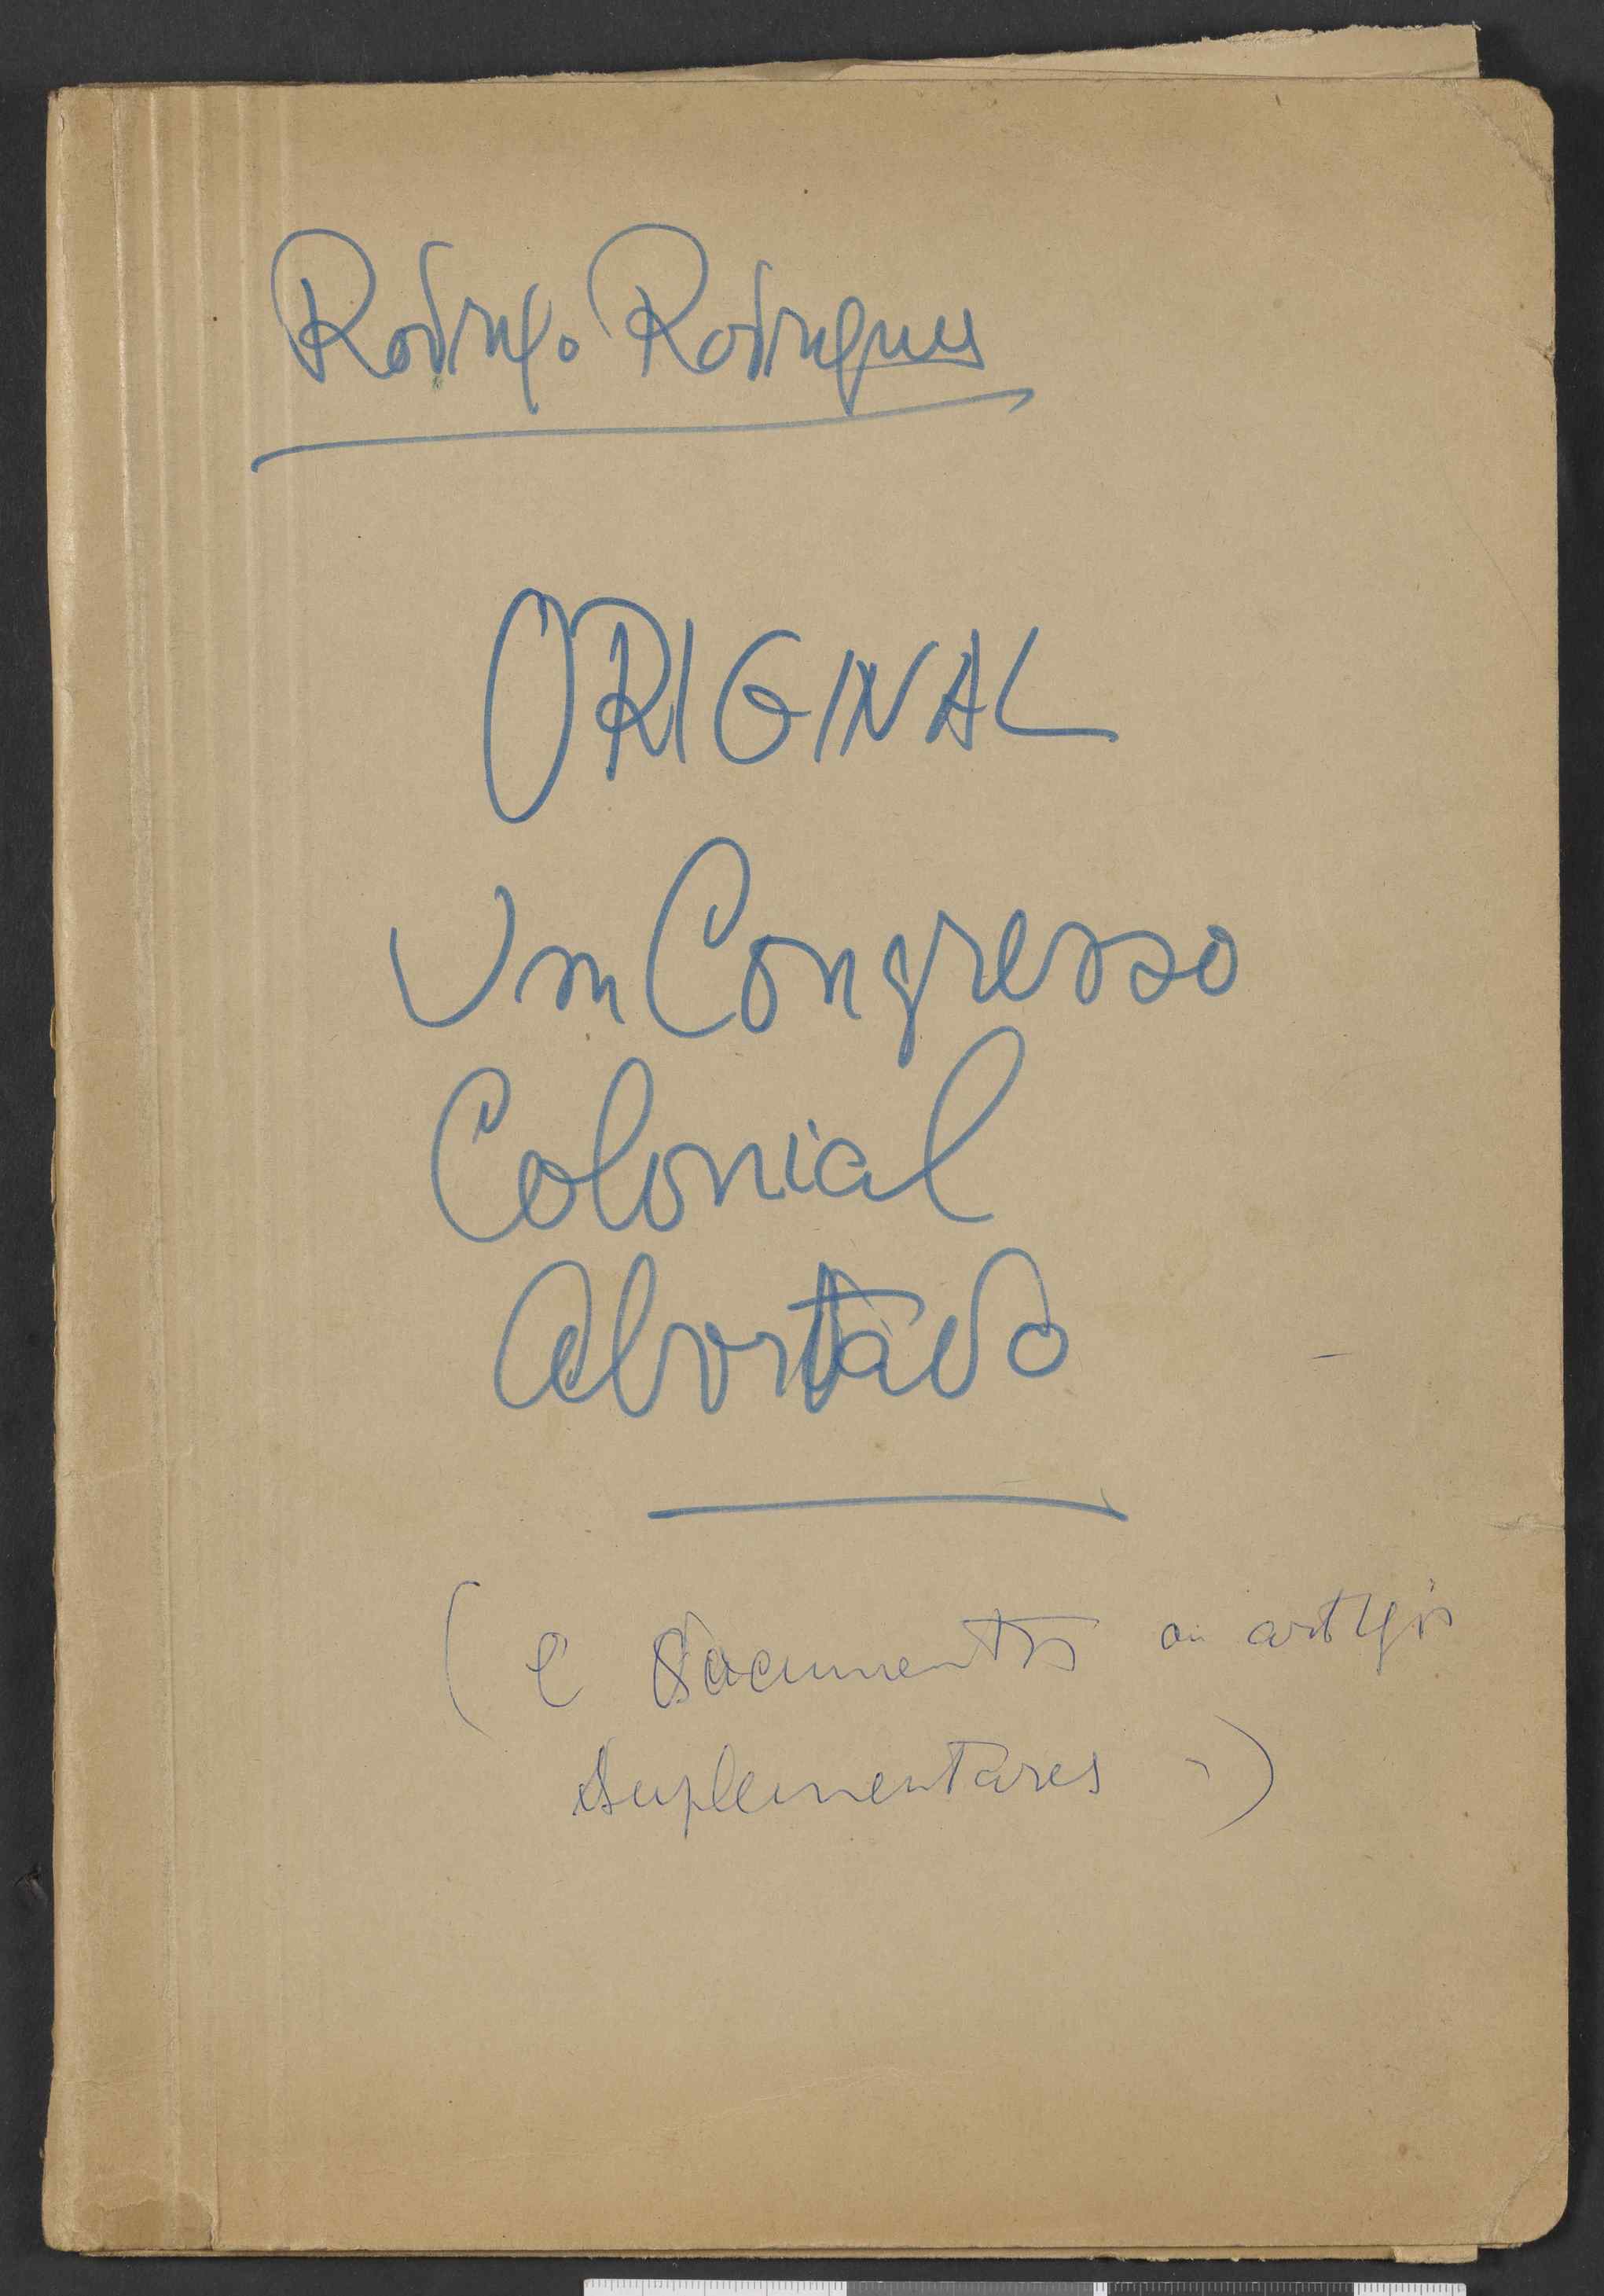 Rodrigo Rodrigues
ORIGINAL
Um Congresso
Colonial
Abortado
(e documentos ou artigos
suplementares)